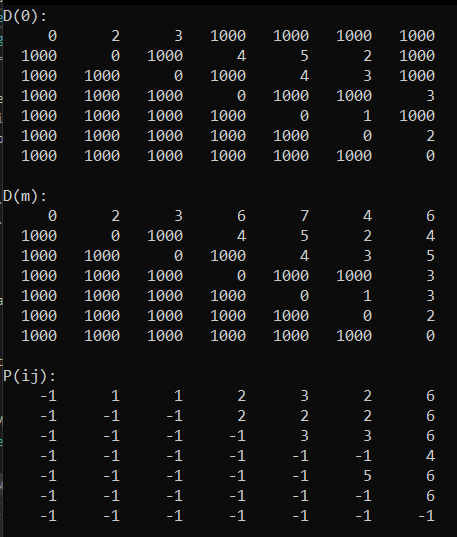 D(0):
0 2 3 1000 1000 1000 1000
1000 0 1000 4 5 2 1000
1000 1000 0 1000 4 3 1000
1000 1000 1000 0 1000 1000 3
1000 1000 1000 1000 0 1 1000
1000 1000 1000 1000 1000 0 2
1000 1000 1000 1000 1000 1000 0
D(m):
0 2 3 6 7 4 6
1000 0 1000 4 5 2 4
1000 1000 0 1000 4 3 5
1000 1000 1000 0 1000 1000 3
1000 1000 1000 1000 0 1 3
1000 1000 1000 1000 1000 0 2
1000 1000 1000 1000 1000 1000 0
P(ij):
-1 1 1 2 3 2 6
-1 -1 -1 2 2 2 6
-1 -1 -1 -1 3 3 6
-1 -1 -1 -1 -1 -1 4
-1 -1 -1 -1 -1 5 6
-1 -1 -1 -1 -1 -1 6
-1 -1 -1 -1 -1 -1 -1